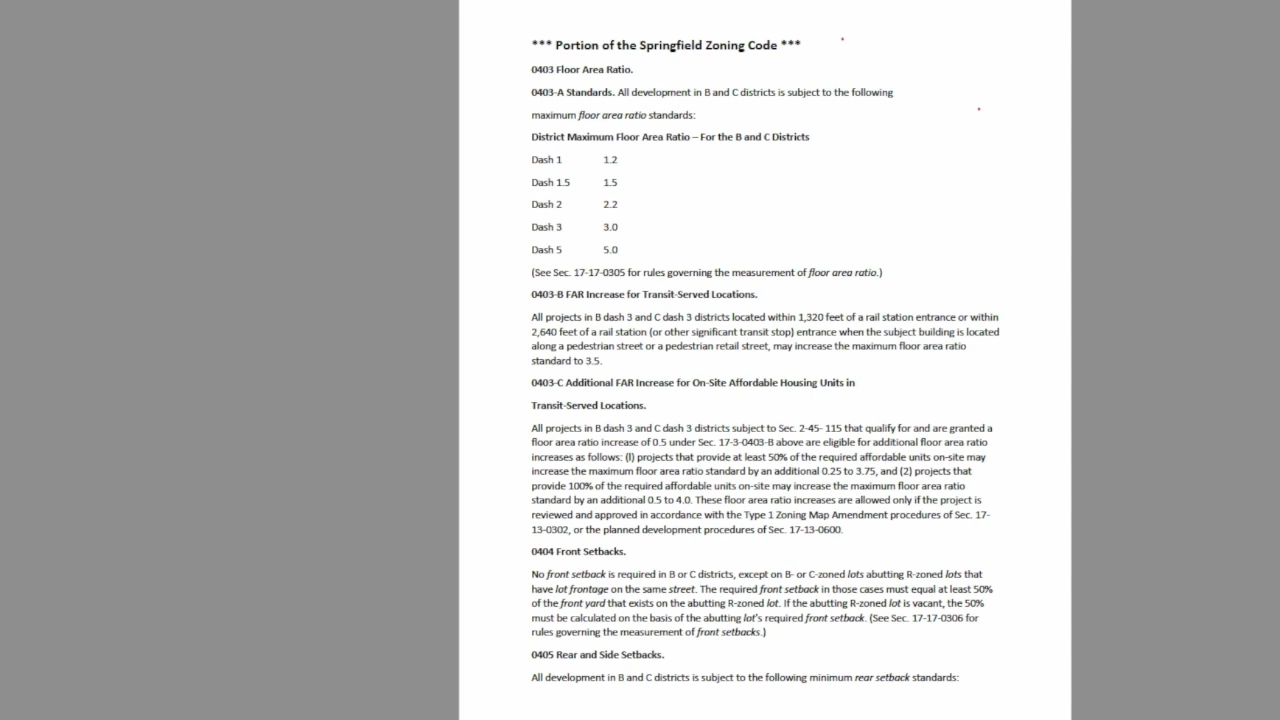 *** Portion of the Springfield Zoning Code ***
0403 Floor Area Ratio.
0403-A Standards. All development in B and C districts is subject to the following
maximum floor area ratio standards:
District Maximum Floor Area Ratio – For the B and C Districts
Dash 1 1.2
Dash 1.5 1.5
Dash 2 2.2
Dash 3 3.0
Dash 5 5.0
(See Sec. 17-17-0305 for rules governing the measurement of floor area ratio.)
0403-B FAR Increase for Transit-Served Locations.
All projects in B dash 3 and C dash 3 districts located within 1,320 feet of a rail station entrance or within
2,640 feet of a rail station (or other significant transit stop) entrance when the subject building is located
along a pedestrian street or a pedestrian retail street, may increase the maximum floor area ratio
standard to 3.5.
0403-C Additional FAR Increase for On-Site Affordable Housing Units in
Transit-Served Locations.
All projects in B dash 3 and C dash 3 districts subject to Sec. 2-45- 115 that qualify for and are granted a
floor area ratio increase of 0.5 under Sec. 17-3-0403-B above are eligible for additional floor area ratio
increases as follows: (l) projects that provide at least 50% of the required affordable units on-site may
increase the maximum floor area ratio standard by an additional 0.25 to 3.75, and (2) projects that
provide 100% of the required affordable units on-site may increase the maximum floor area ratio
standard by an additional 0.5 to 4.0. These floor area ratio increases are allowed only if the project is
reviewed and approved in accordance with the Type 1 Zoning Map Amendment procedures of Sec. 17-
13-0302, or the planned development procedures of Sec. 17-13-0600.
0404 Front Setbacks.
No front setback is required in B or C districts, except on B- or C-zoned lots abutting R-zoned lots that
have lot frontage on the same street. The required front setback in those cases must equal at least 50%
of the front yard that exists on the abutting R-zoned lot. If the abutting R-zoned lot is vacant, the 50%
must be calculated on the basis of the abutting lot's required front setback. (See Sec. 17-17-0306 for
rules governing the measurement of front setbacks.)
0405 Rear and Side Setbacks.
All development in B and C districts is subject to the following minimum rear setback standards: